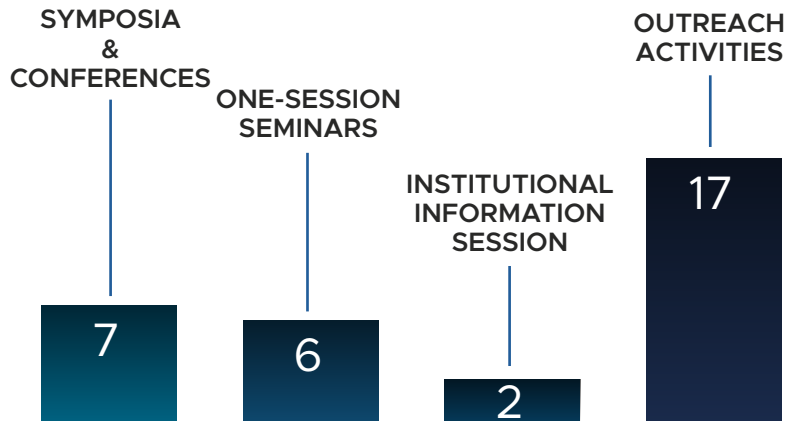 SYMPOSIA
&
CONFERENCES
7
ONE-SESSION
SEMINARS
6
INSTITUTIONAL
INFORMATION
SESSION
2
OUTREACH
ACTIVITIES
17